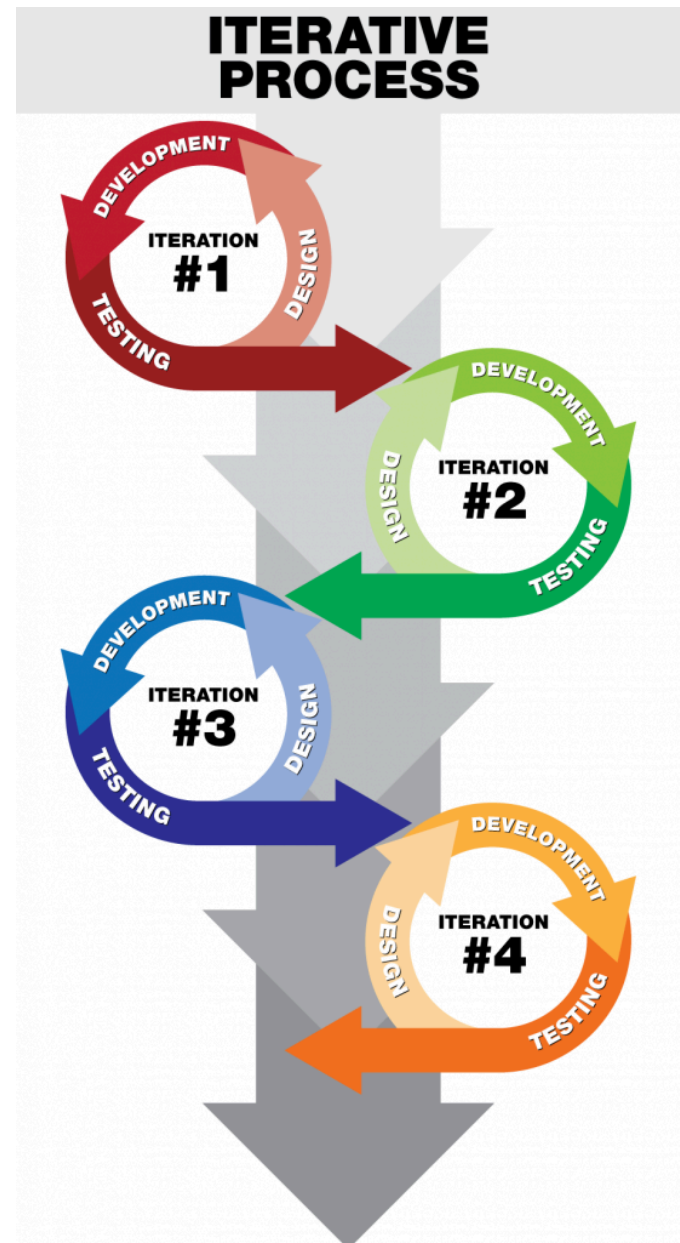 ITERATIVE
PROCESS
DEVELOPMENT
ITERATION
#1
DESIGN
TESTING
DEVELOPMENT
ITERATION
#2
DESIGN
TESTING
DEVELOPMENT
ITERATION
#3
DESIGN
TESTING
DEVELOPMENT
ITERATION
#4
DESIGN
TESTING